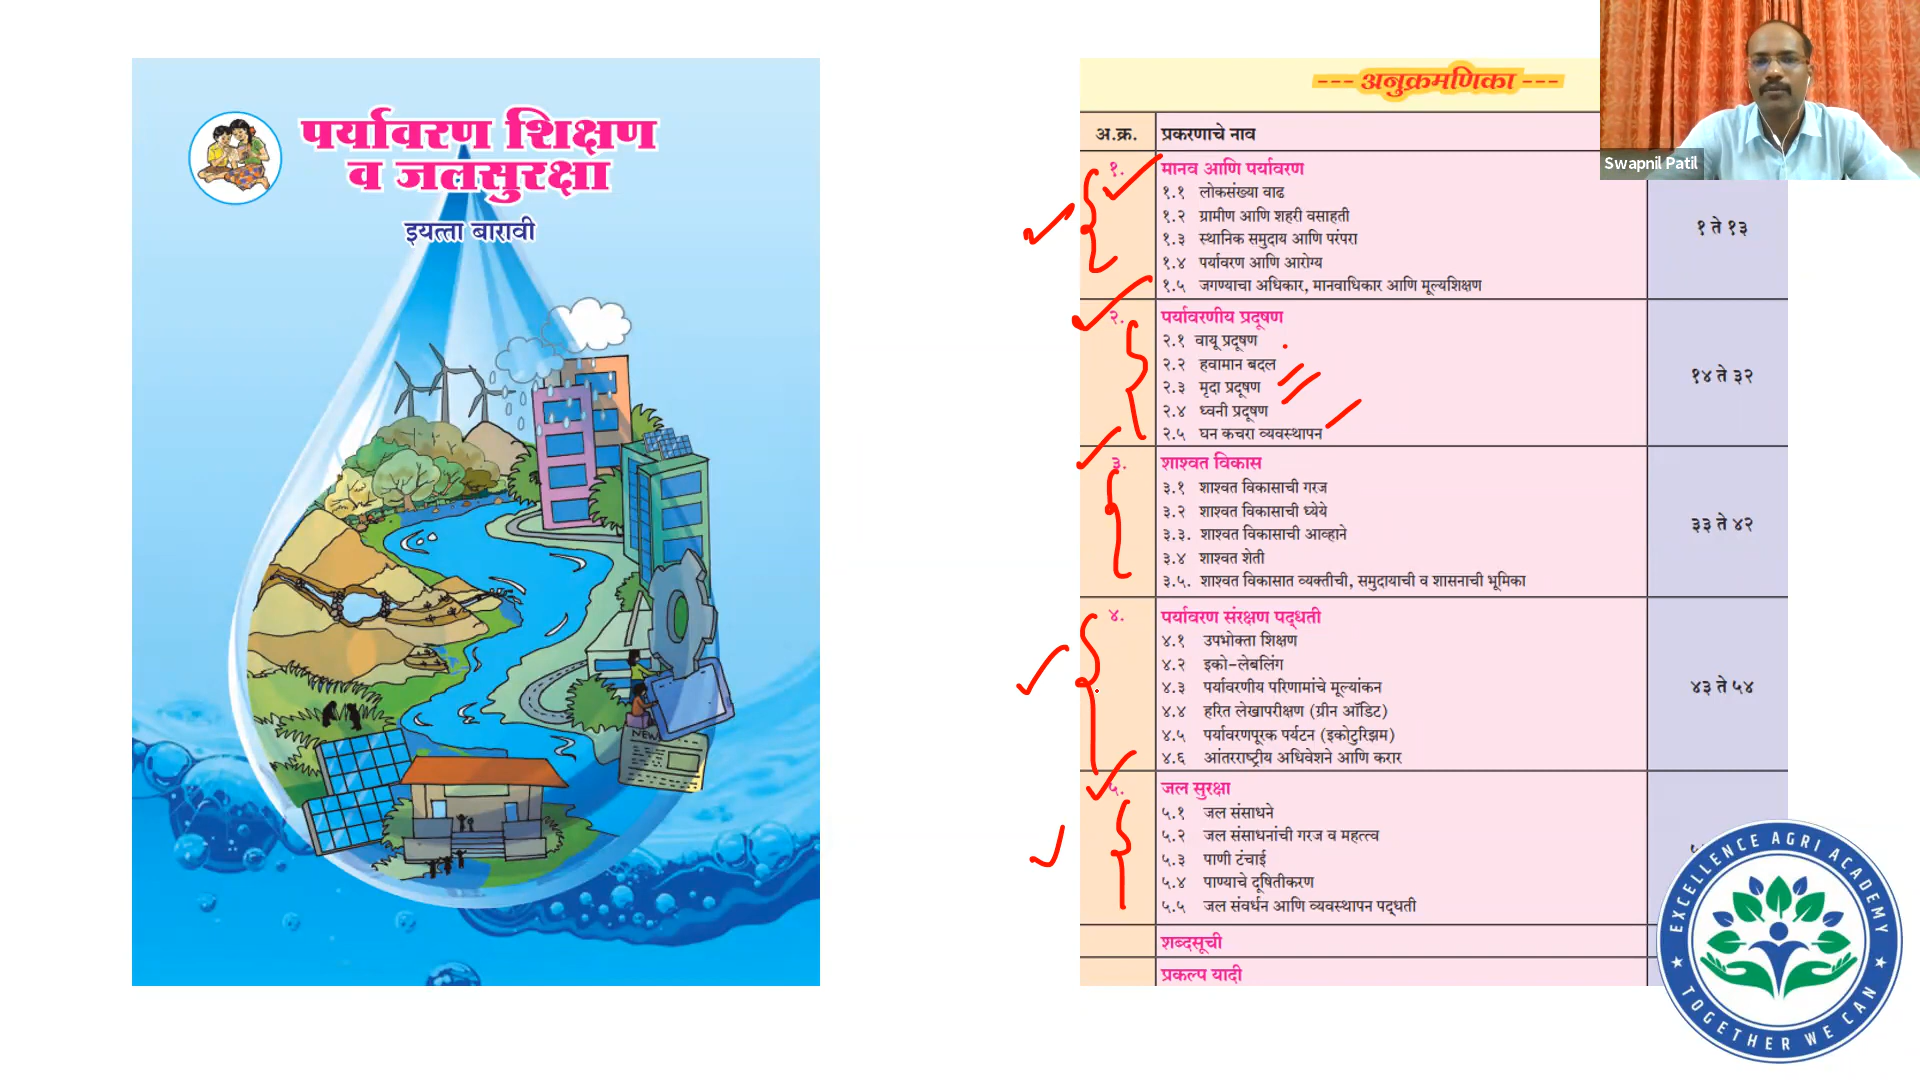 पर्यावरण शिक्षण
व जलसुरक्षा
इयत्ता बारावी
NEW
--- अनुक्रमणिका ---
अ.क्र. प्रकरणाचे नाव
१. मानव आणि पर्यावरण
१.१ लोकसंख्या वाढ
१.२ ग्रामीण आणि शहरी वसाहती
१.३ स्थानिक समुदाय आणि परंपरा
१.४ पर्यावरण आणि आरोग्य
१.५ जगण्याचा अधिकार, मानवाधिकार आणि मूल्यशिक्षण
१ ते १३
२. पर्यावरणीय प्रदूषण
२.१ वायू प्रदूषण
२.२ हवामान बदल
२.३ मृदा प्रदूषण
२.४ ध्वनी प्रदूषण
२.५ घन कचरा व्यवस्थापन
१४ ते ३२
३. शाश्वत विकास
३.१ शाश्वत विकासाची गरज
३.२ शाश्वत विकासाची ध्येये
३.३. शाश्वत विकासाची आव्हाने
३.४ शाश्वत शेती
३.५. शाश्वत विकासात व्यक्तीची, समुदायाची व शासनाची भूमिका
३३ ते ४२
४. पर्यावरण संरक्षण पद्धती
४.१ उपभोक्ता शिक्षण
४.२ इको-लेबलिंग
४.३ पर्यावरणीय परिणामांचे मूल्यांकन
४.४ हरित लेखापरीक्षण (ग्रीन ऑडिट)
४.५ पर्यावरणपूरक पर्यटन (इकोटुरिझम)
४.६ आंतरराष्ट्रीय अधिवेशने आणि करार
४३ ते ५४
५. जल सुरक्षा
५.१ जल संसाधने
५.२ जल संसाधनांची गरज व महत्त्व
५.३ पाणी टंचाई
५.४ पाण्याचे दूषितीकरण
५.५ जल संवर्धन आणि व्यवस्थापन पद्धती
शब्दसूची
प्रकल्प यादी
Swapnil Patil
EXCELLENCE AGRI ACADEMY
TOGETHER WE CAN